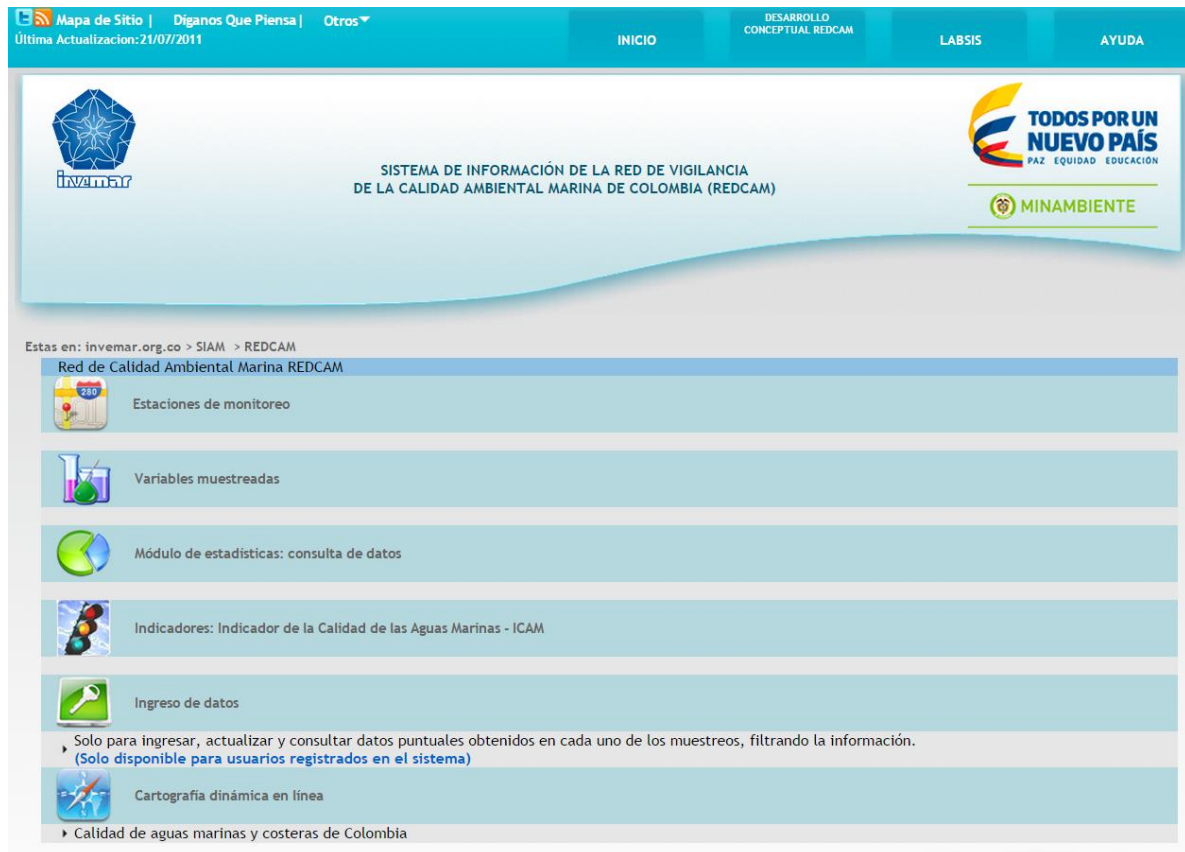 Mapa de Sitio | Díganos Que Piensa | Otros
Última Actualizacion:21/07/2011
INICIO
DESARROLLO
CONCEPTUAL REDCAM
LABSIS
AYUDA
invemar
SISTEMA DE INFORMACIÓN DE LA RED DE VIGILANCIA
DE LA CALIDAD AMBIENTAL MARINA DE COLOMBIA (REDCAM)
TODOS POR UN
NUEVO PAÍS
PAZ EQUIDAD EDUCACIÓN
MINAMBIENTE
Estas en: invemar.org.co > SIAM > REDCAM
Red de Calidad Ambiental Marina REDCAM
280
Estaciones de monitoreo
Variables muestreadas
Módulo de estadísticas: consulta de datos
Indicadores: Indicador de la Calidad de las Aguas Marinas - ICAM
Ingreso de datos
Solo para ingresar, actualizar y consultar datos puntuales obtenidos en cada uno de los muestreos, filtrando la información.
(Solo disponible para usuarios registrados en el sistema)
Cartografía dinámica en línea
Calidad de aguas marinas y costeras de Colombia